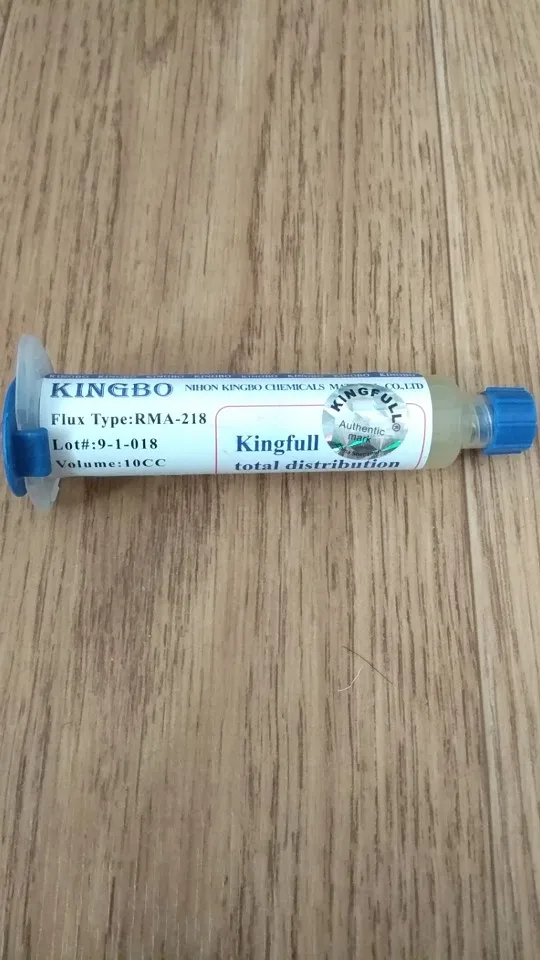 KINGBO NIHON KINGBO CHEMICALS CO.,LTD
Flux Type:RMA-218
Lot#:9-1-018
Volume:10CC
Kingfull
total distribution
KINGFULL®
Authentic
mark